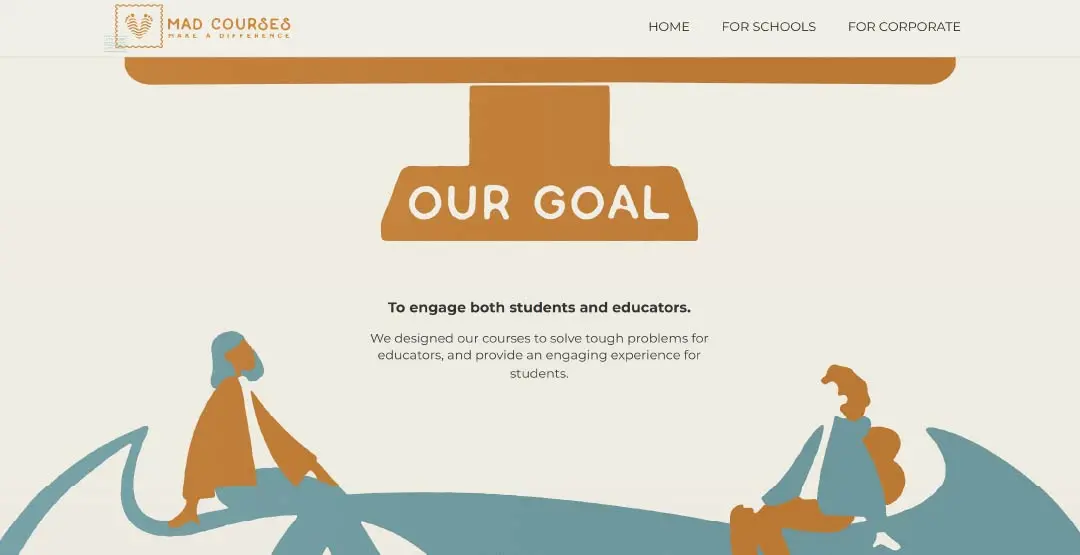 MAD COURSES
MAKE A DIFFERENCE
HOME
FOR SCHOOLS
FOR CORPORATE
OUR GOAL
To engage both students and educators.
We designed our courses to solve tough problems for
educators, and provide an engaging experience for
students.